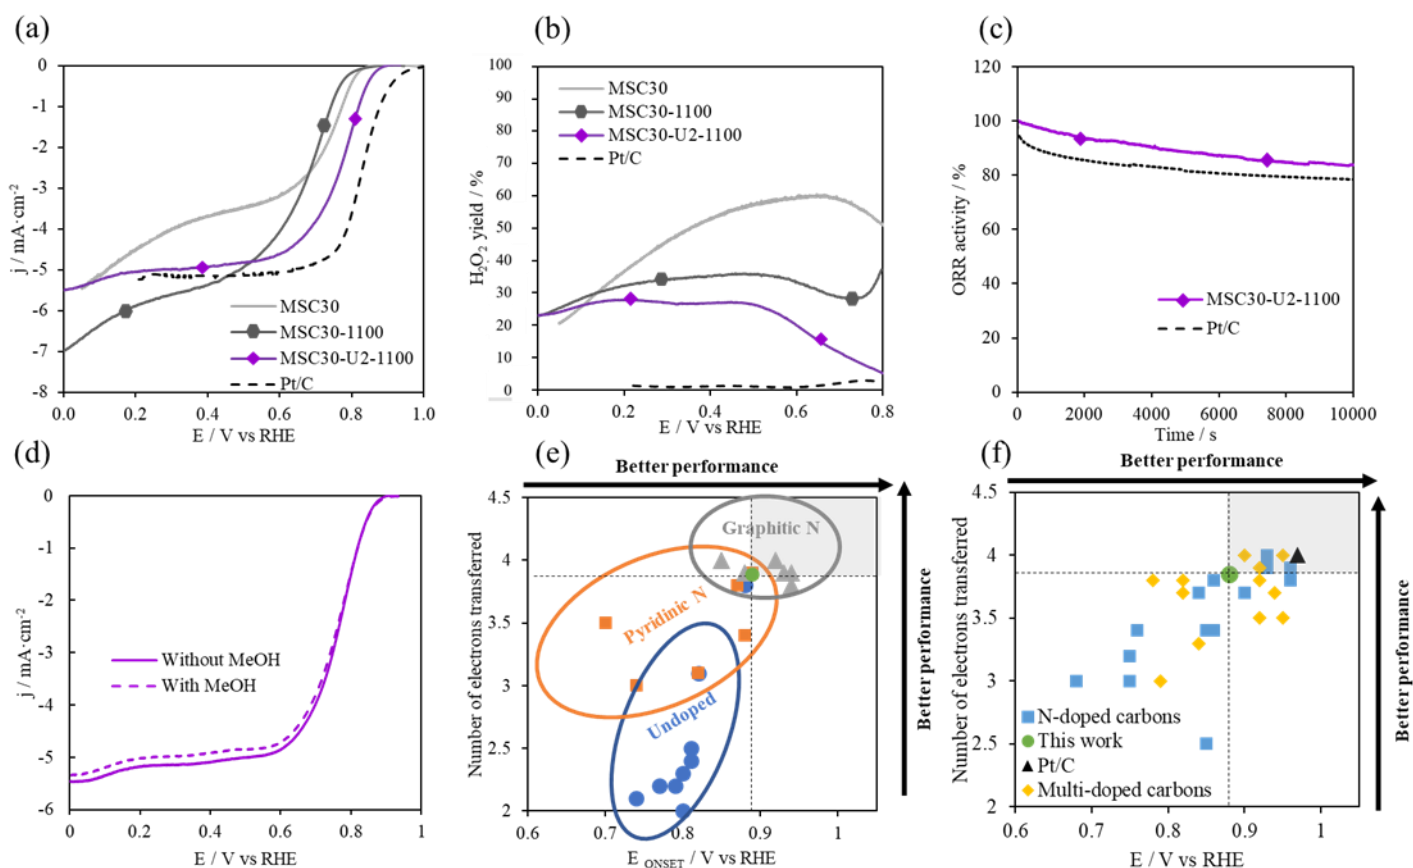 (a)
0
-1
-2
-3
-4
-5
-6
-7
-8
j / mA·cm-2
MSC30
MSC30-1100
MSC30-U2-1100
Pt/C
0.0 0.2 0.4 0.6 0.8 1.0
E / V vs RHE
(b)
100
90
80
70
60
50
40
30
20
10
0
H2O2 yield / %
MSC30
MSC30-1100
MSC30-U2-1100
Pt/C
0.0 0.2 0.4 0.6 0.8
E / V vs RHE
(c)
120
100
80
60
40
20
0
ORR activity / %
MSC30-U2-1100
Pt/C
0 2000 4000 6000 8000 10000
Time / s
(d)
0
-1
-2
-3
-4
-5
-6
j / mA·cm-2
Without MeOH
With MeOH
0 0.2 0.4 0.6 0.8 1
E / V vs RHE
(e)
Better performance
4.5
4
3.5
3
2.5
2
Number of electrons transferred
Graphitic N
Pyridinic N
Undoped
Better performance
0.6 0.7 0.8 0.9 1
E ONSET / V vs RHE
(f)
Better performance
4.5
4
3.5
3
2.5
2
Number of electrons transferred
N-doped carbons
This work
Pt/C
Multi-doped carbons
Better performance
0.6 0.7 0.8 0.9 1
E / V vs RHE